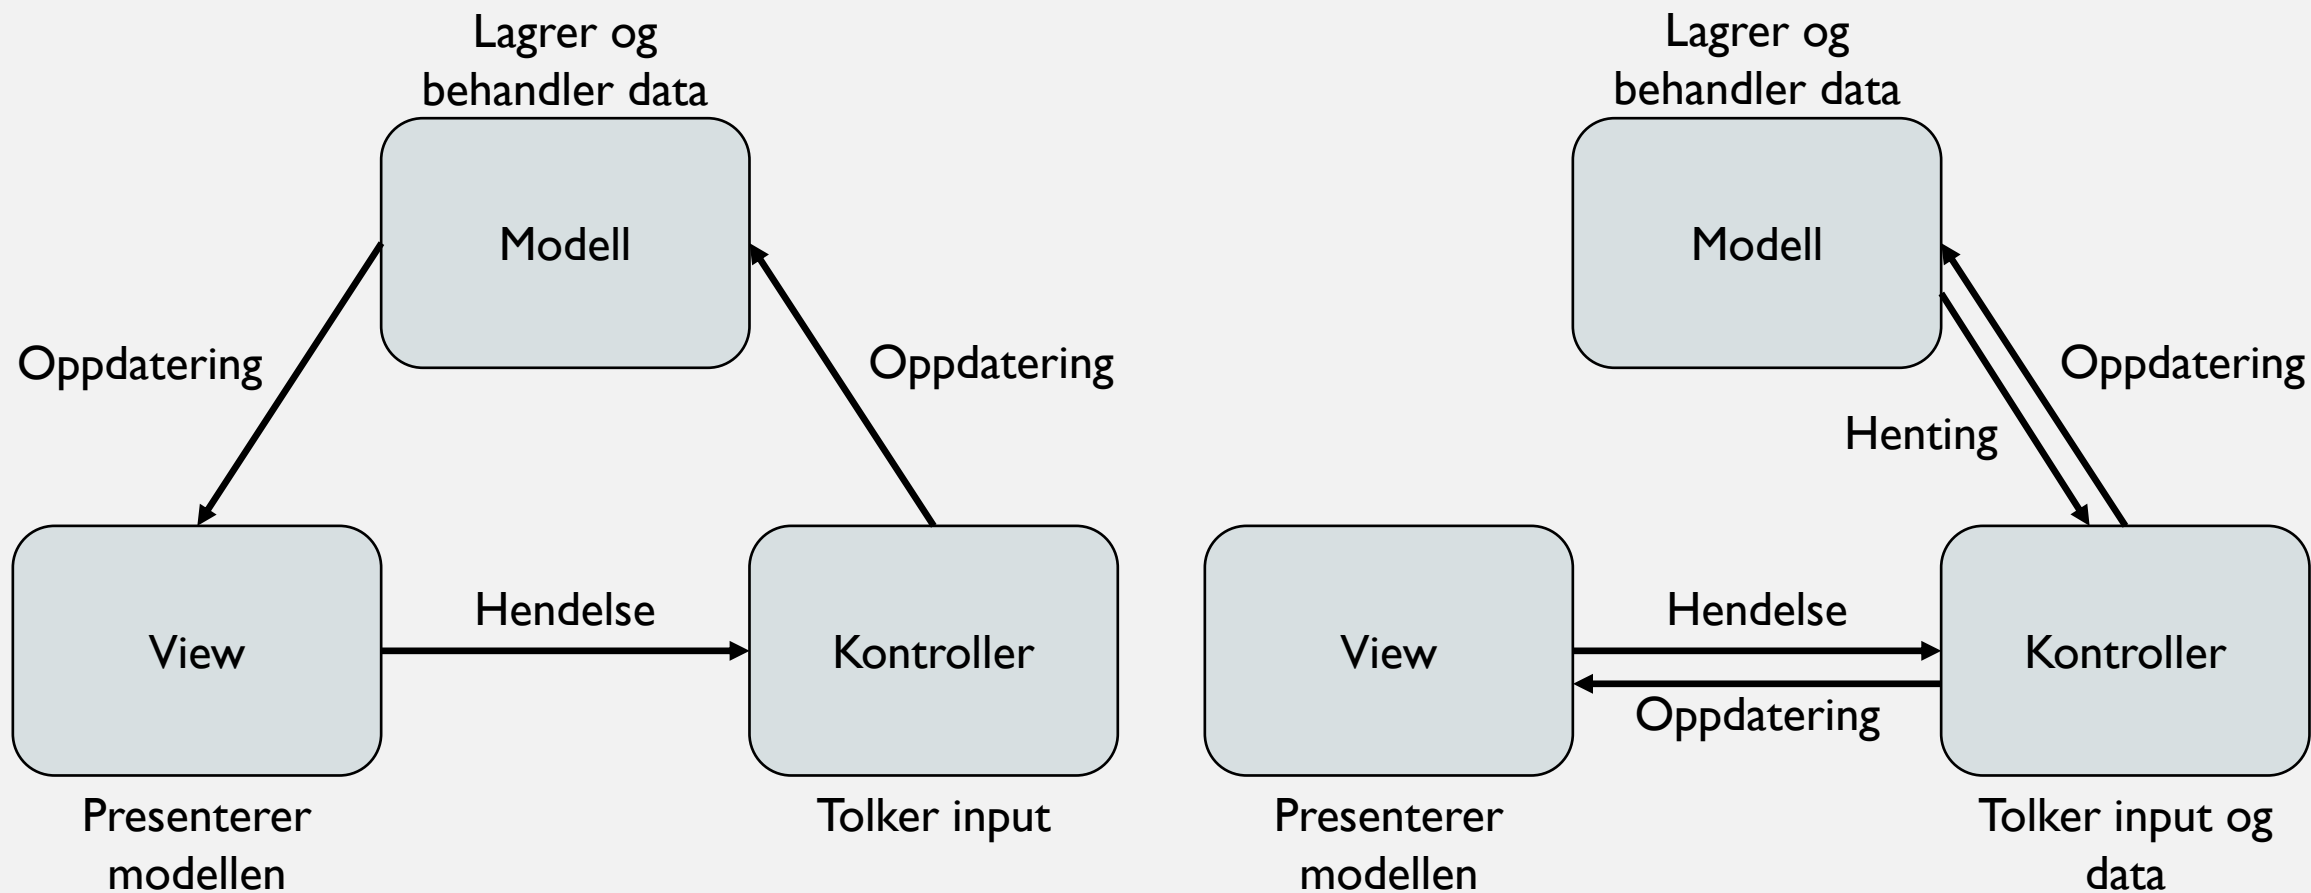 Lagrer og
behandler data
Modell
Oppdatering
Oppdatering
View
Hendelse
Kontroller
Presenterer
modellen
Tolker input
Lagrer og
behandler data
Modell
Oppdatering
Henting
View
Hendelse
Oppdatering
Kontroller
Presenterer
modellen
Tolker input og
data